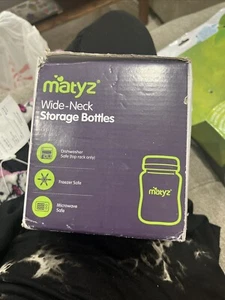 matyz
Wide-Neck
Storage Bottles
Dishwasher
Safe (top rack only)
Freezer Safe
Microwave
Safe
matyz